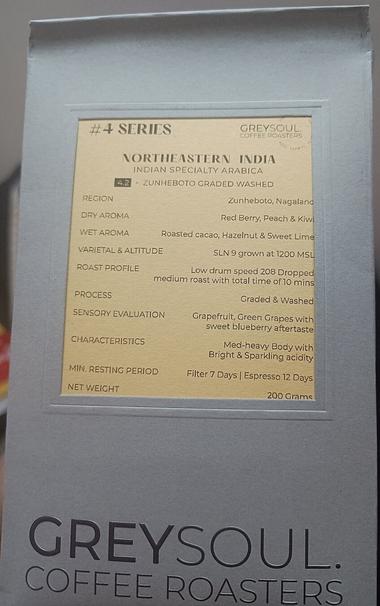 #4 SERIES
GREYSOUL.
COFFEE ROASTERS
NORTHEASTERN INDIA
INDIAN SPECIALTY ARABICA
4.2 - ZUNHEBOTO GRADED WASHED
REGION Zunheboto, Nagaland
DRY AROMA Red Berry, Peach & Kiwi
WET AROMA Roasted cacao, Hazelnut & Sweet Lime
VARIETAL & ALTITUDE SLN 9 grown at 1200 MSL
ROAST PROFILE Low drum speed 208 Dropped
medium roast with total time of 10 mins
PROCESS Graded & Washed
SENSORY EVALUATION Grapefruit, Green Grapes with
sweet blueberry aftertaste
CHARACTERISTICS Med-heavy Body with
Bright & Sparkling acidity
MIN. RESTING PERIOD Filter 7 Days | Espresso 12 Days
NET WEIGHT 200 Grams
GREYSOUL.
COFFEE ROASTERS